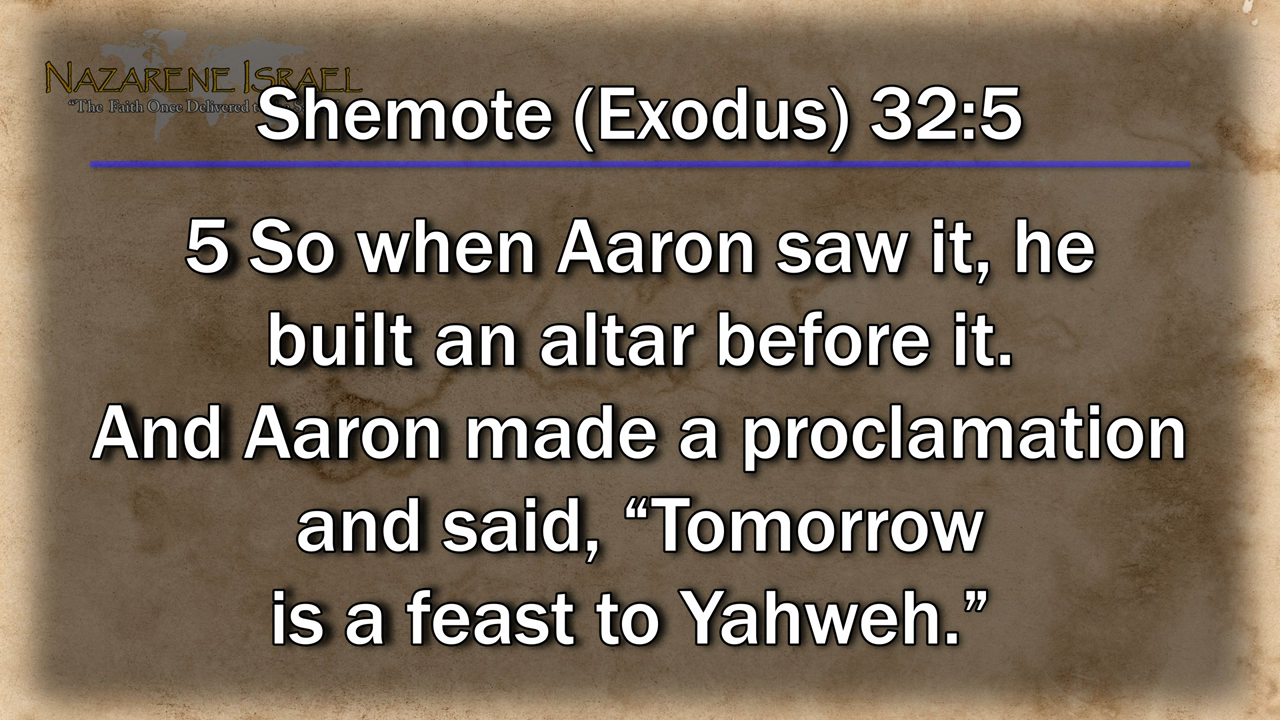 NAZARENE ISRAEL
"The Faith Once Delivered
Shemote (Exodus) 32:5
5 So when Aaron saw it, he
built an altar before it.
And Aaron made a proclamation
and said, “Tomorrow
is a feast to Yahweh.”